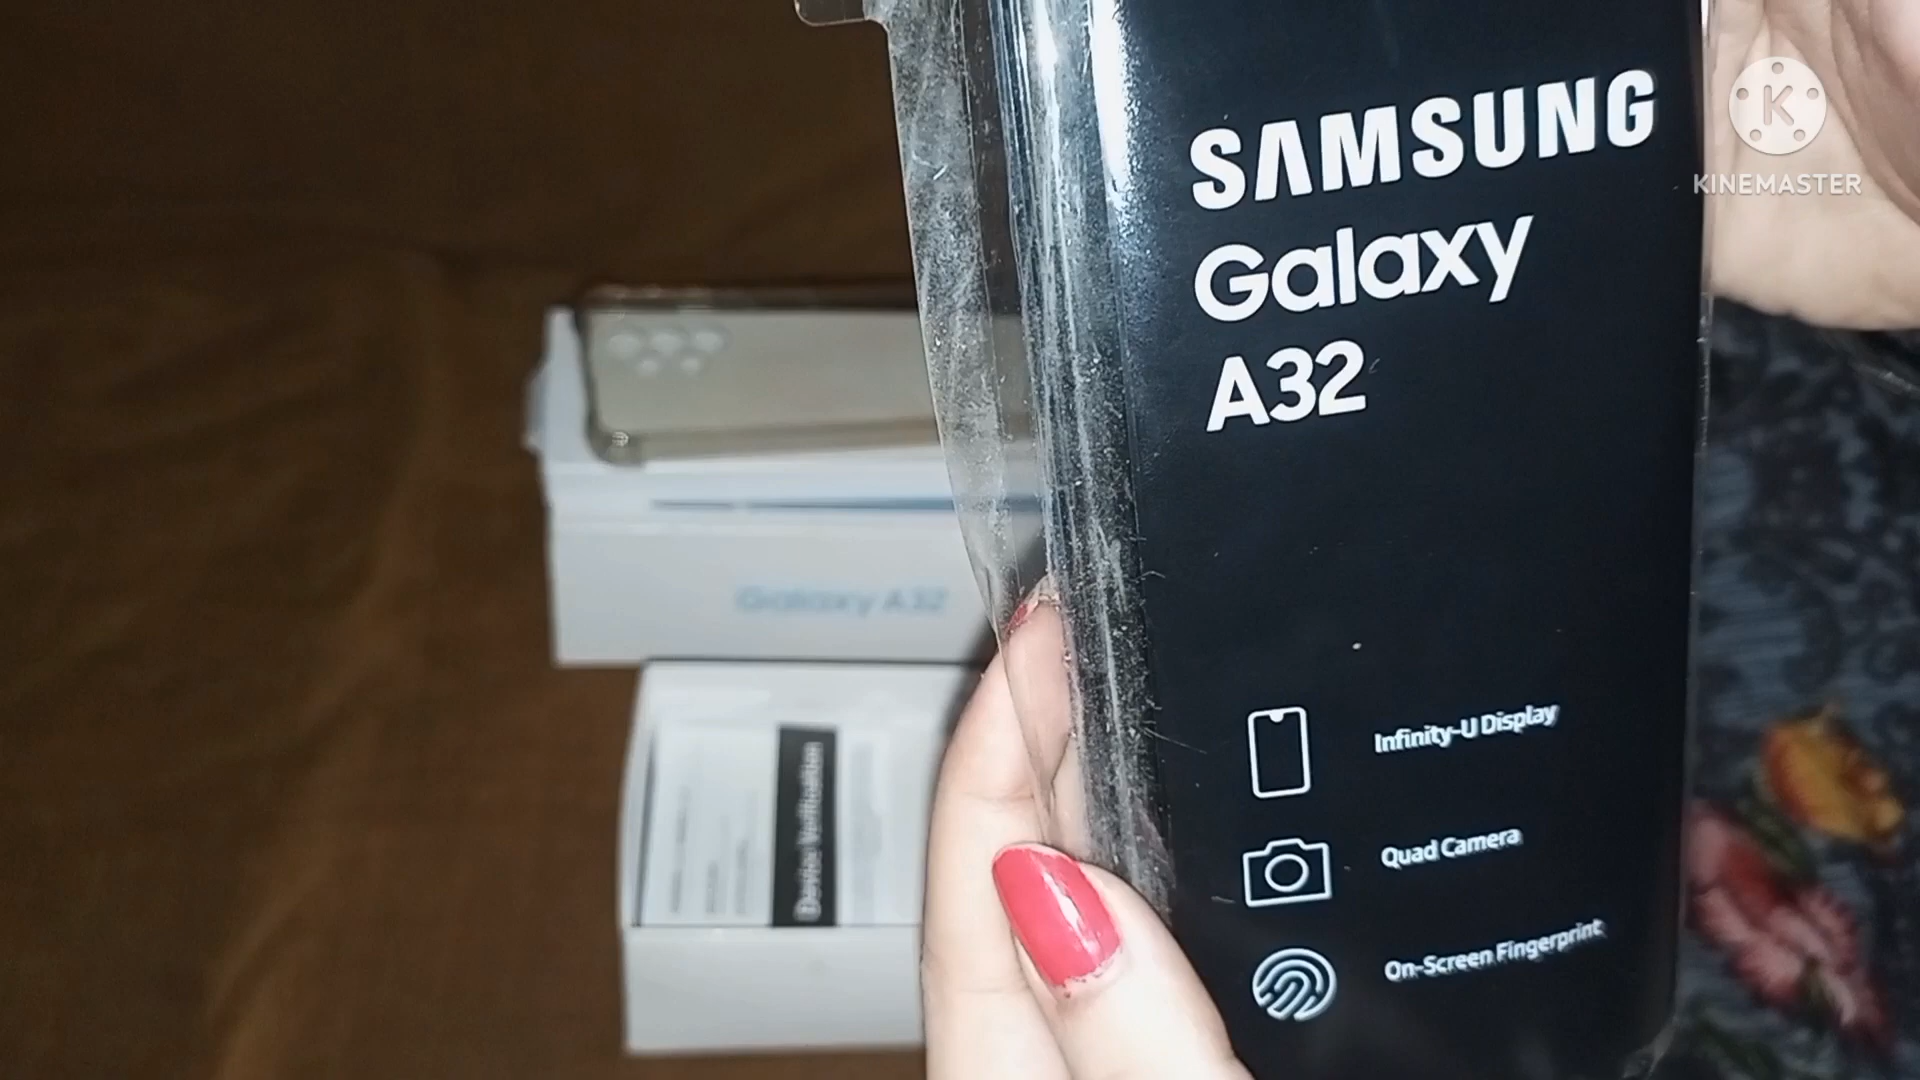 SAMSUNG
Galaxy
A32
Infinity-U Display
Quad Camera
On-Screen Fingerprint
K
KINEMASTER
Galaxy A32
Device Verification